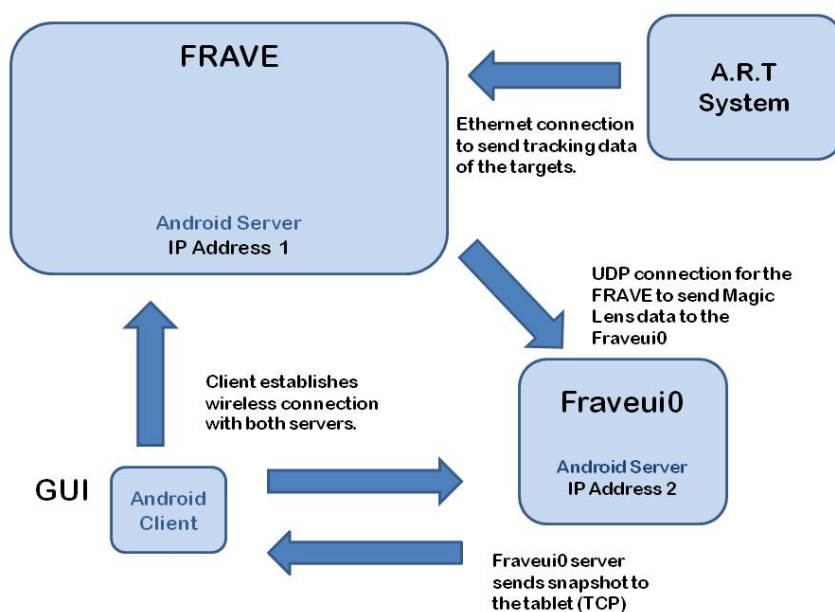 FRAVE
A.R.T
System
Ethernet connection
to send tracking data
of the targets.
Android Server
IP Address 1
UDP connection for the
FRAVE to send Magic
Lens data to the
Fraveui0
Client establishes
wireless connection
with both servers.
Fraveui0
Android Server
IP Address 2
GUI
Android
Client
Fraveui0 server
sends snapshot to
the tablet (TCP)